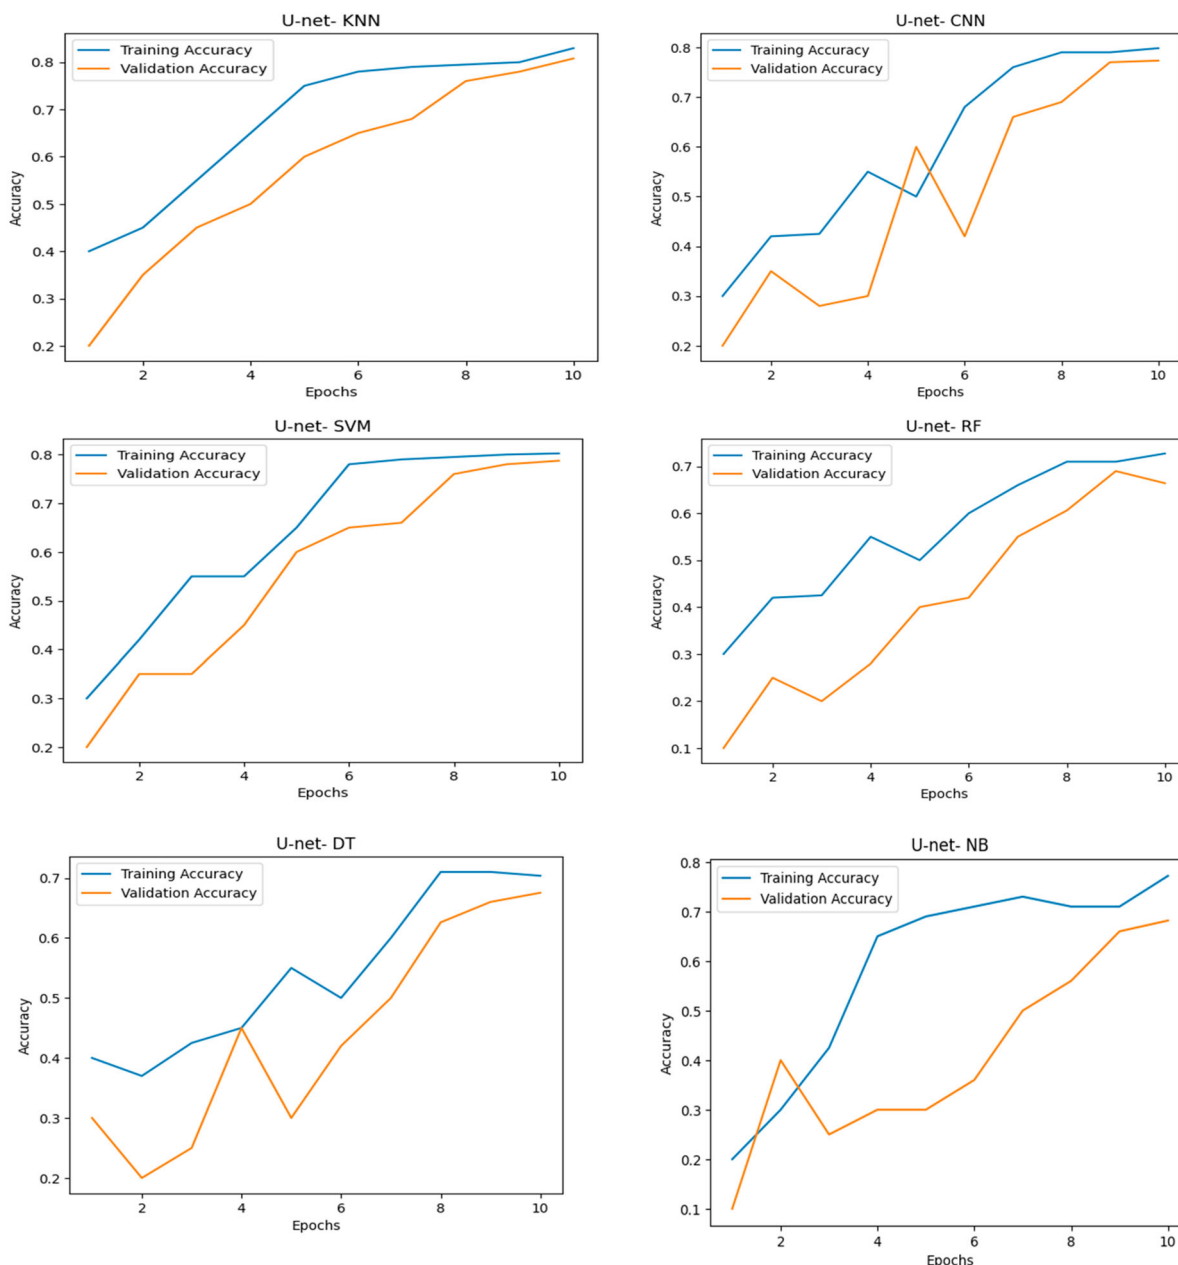 U-net- KNN
Training Accuracy
Validation Accuracy
0.8
0.7
0.6
0.5
0.4
0.3
0.2
Accuracy
2 4 6 8 10
Epochs
U-net- CNN
Training Accuracy
Validation Accuracy
0.8
0.7
0.6
0.5
0.4
0.3
0.2
Accuracy
2 4 6 8 10
Epochs
U-net- SVM
Training Accuracy
Validation Accuracy
0.8
0.7
0.6
0.5
0.4
0.3
0.2
Accuracy
2 4 6 8 10
Epochs
U-net- RF
Training Accuracy
Validation Accuracy
0.7
0.6
0.5
0.4
0.3
0.2
0.1
Accuracy
2 4 6 8 10
Epochs
U-net- DT
Training Accuracy
Validation Accuracy
0.7
0.6
0.5
0.4
0.3
0.2
Accuracy
2 4 6 8 10
Epochs
U-net- NB
Training Accuracy
Validation Accuracy
0.8
0.7
0.6
0.5
0.4
0.3
0.2
0.1
Accuracy
2 4 6 8 10
Epochs